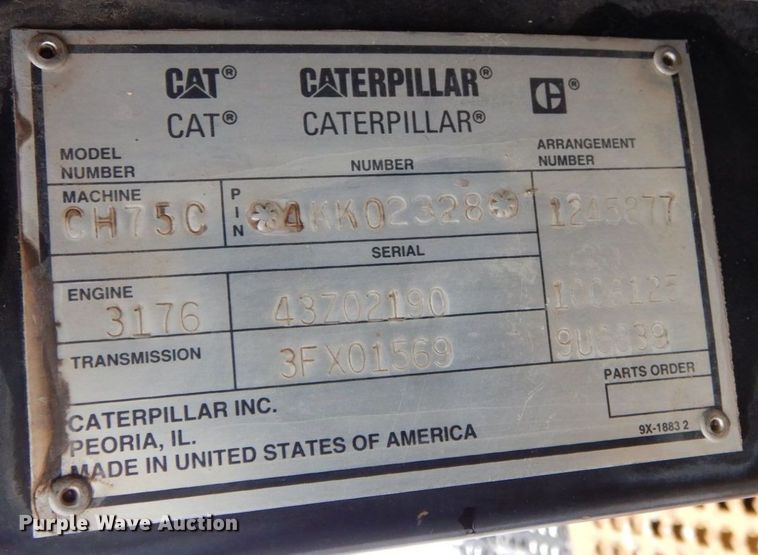 CAT® CATERPILLAR® C®
CAT® CATERPILLAR®
MODEL NUMBER NUMBER ARRANGEMENT NUMBER
MACHINE CH75C PIN *4KK02328*
SERIAL
ENGINE 3176 43Z02190
TRANSMISSION 3FX01569
PARTS ORDER
CATERPILLAR INC.
PEORIA, IL.
MADE IN UNITED STATES OF AMERICA
9X-1883 2
Purple Wave Auction